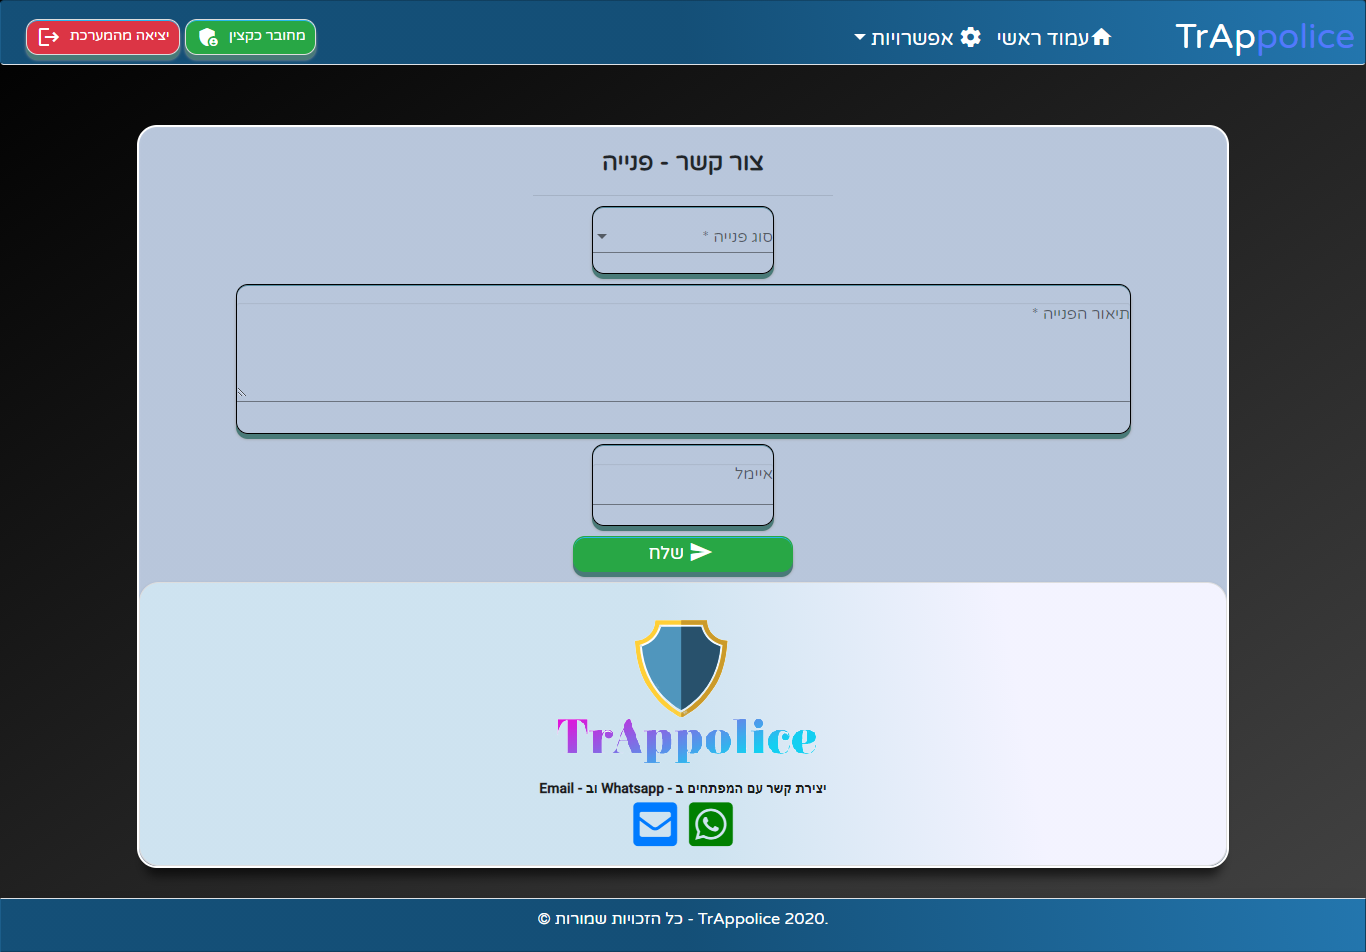 TrAppolice
עמוד ראשי
אפשרויות
מחובר כקצין
יציאה מהמערכת
צור קשר - פנייה
סוג פנייה *
תיאור הפנייה *
איימל
שלח
TrAppolice
יצירת קשר עם המפתחים ב - Whatsapp וב - Email
© כל הזכויות שמורות - TrAppolice 2020.